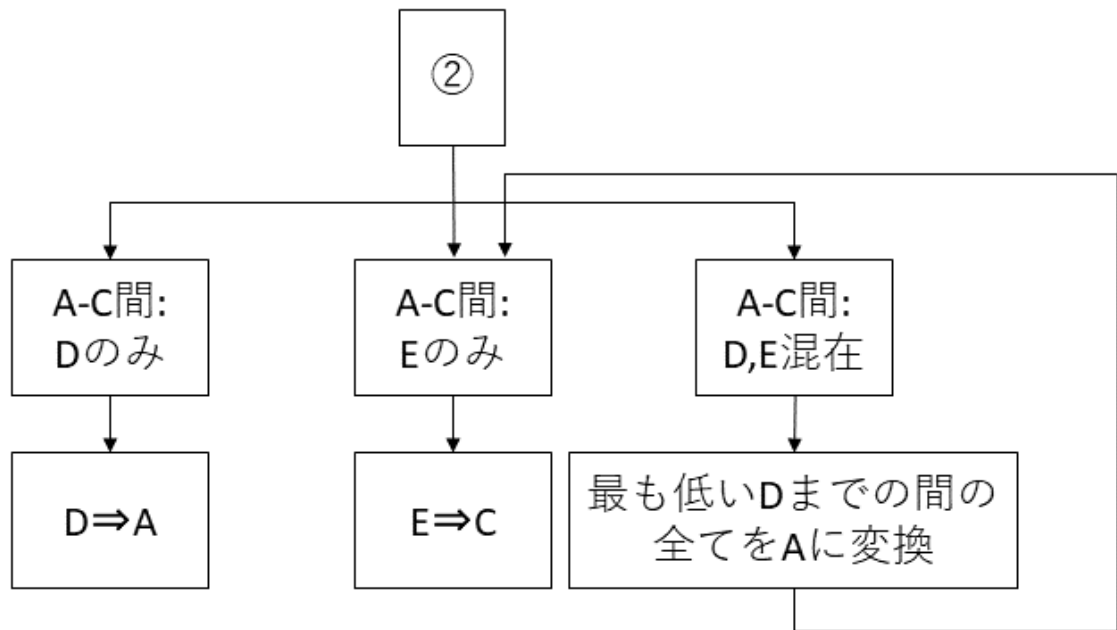 ②
A-C間:
Dのみ
A-C間:
Eのみ
A-C間:
D,E混在
D⇒A
E⇒C
最も低いDまでの間の
全てをAに変換